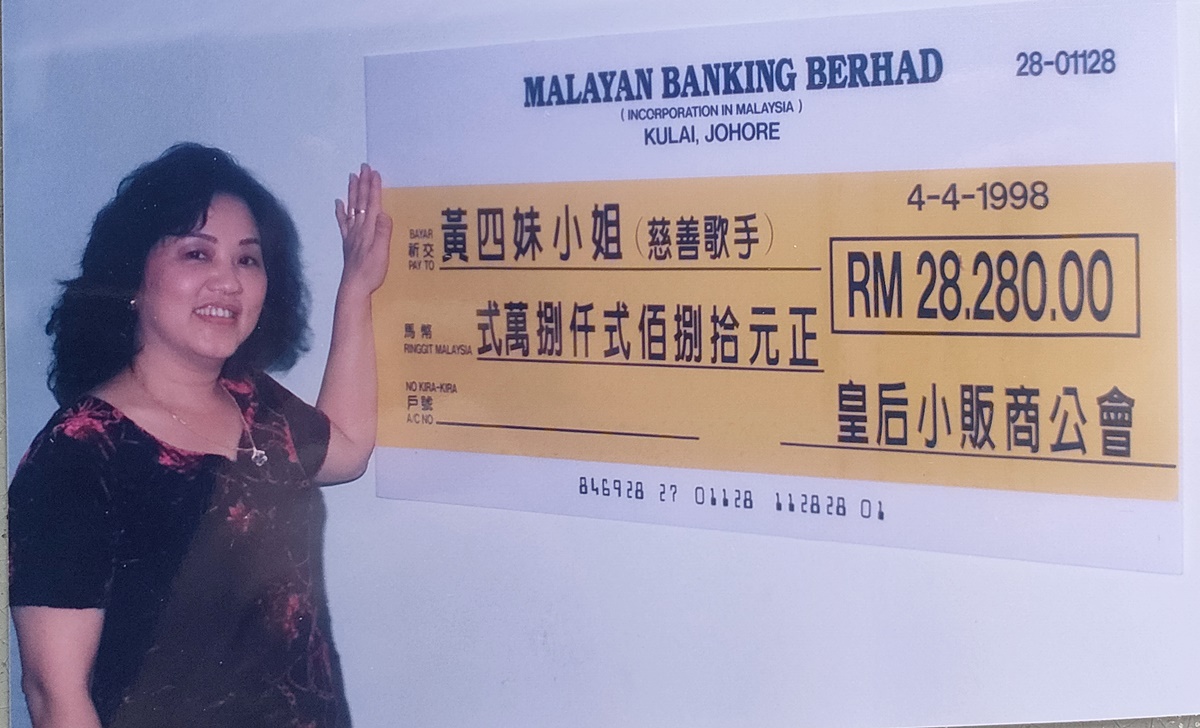 MALAYAN BANKING BERHAD
28-01128
( INCORPORATION IN MALAYSIA )
KULAI, JOHORE
4-4-1998
BAYAR
祈交
PAY TO
黃四妹小姐（慈善歌手）
RM 28.280.00
馬幣
RINGGIT MALAYSIA
弍萬捌仟弍佰捌拾元正
NO KIRA-KIRA
戶號
A/C NO
皇后小販商公會
846928 27 01128 112828 01